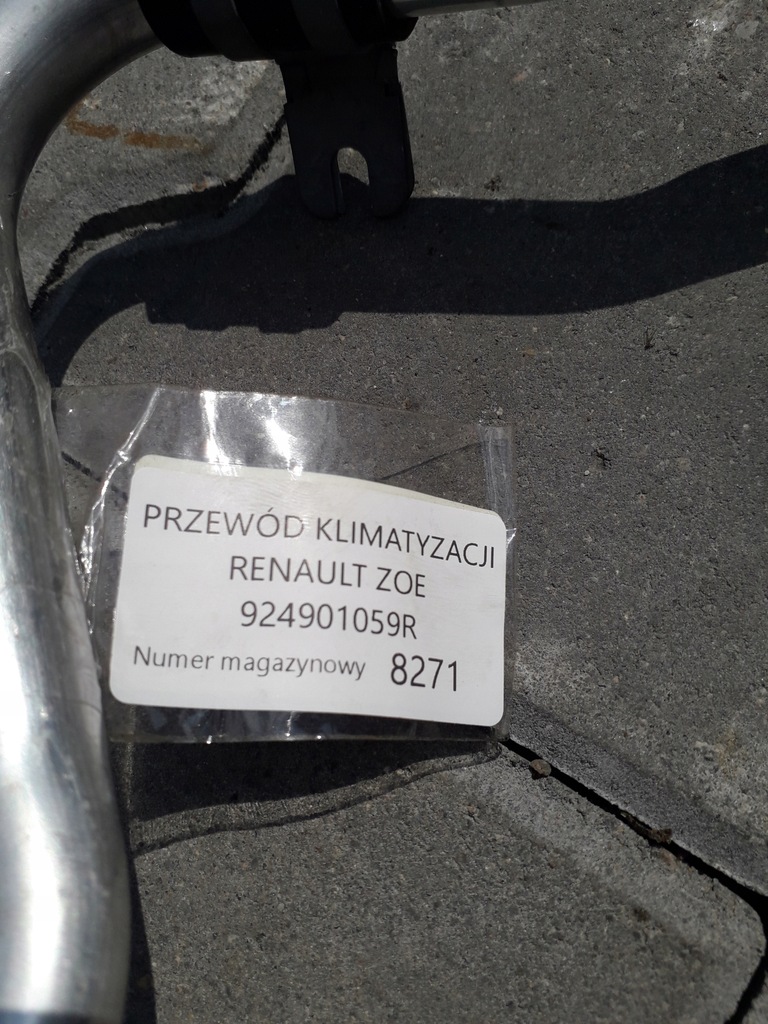 PRZEWÓD KLIMATYZACJI
RENAULT ZOE
924901059R
Numer magazynowy 8271